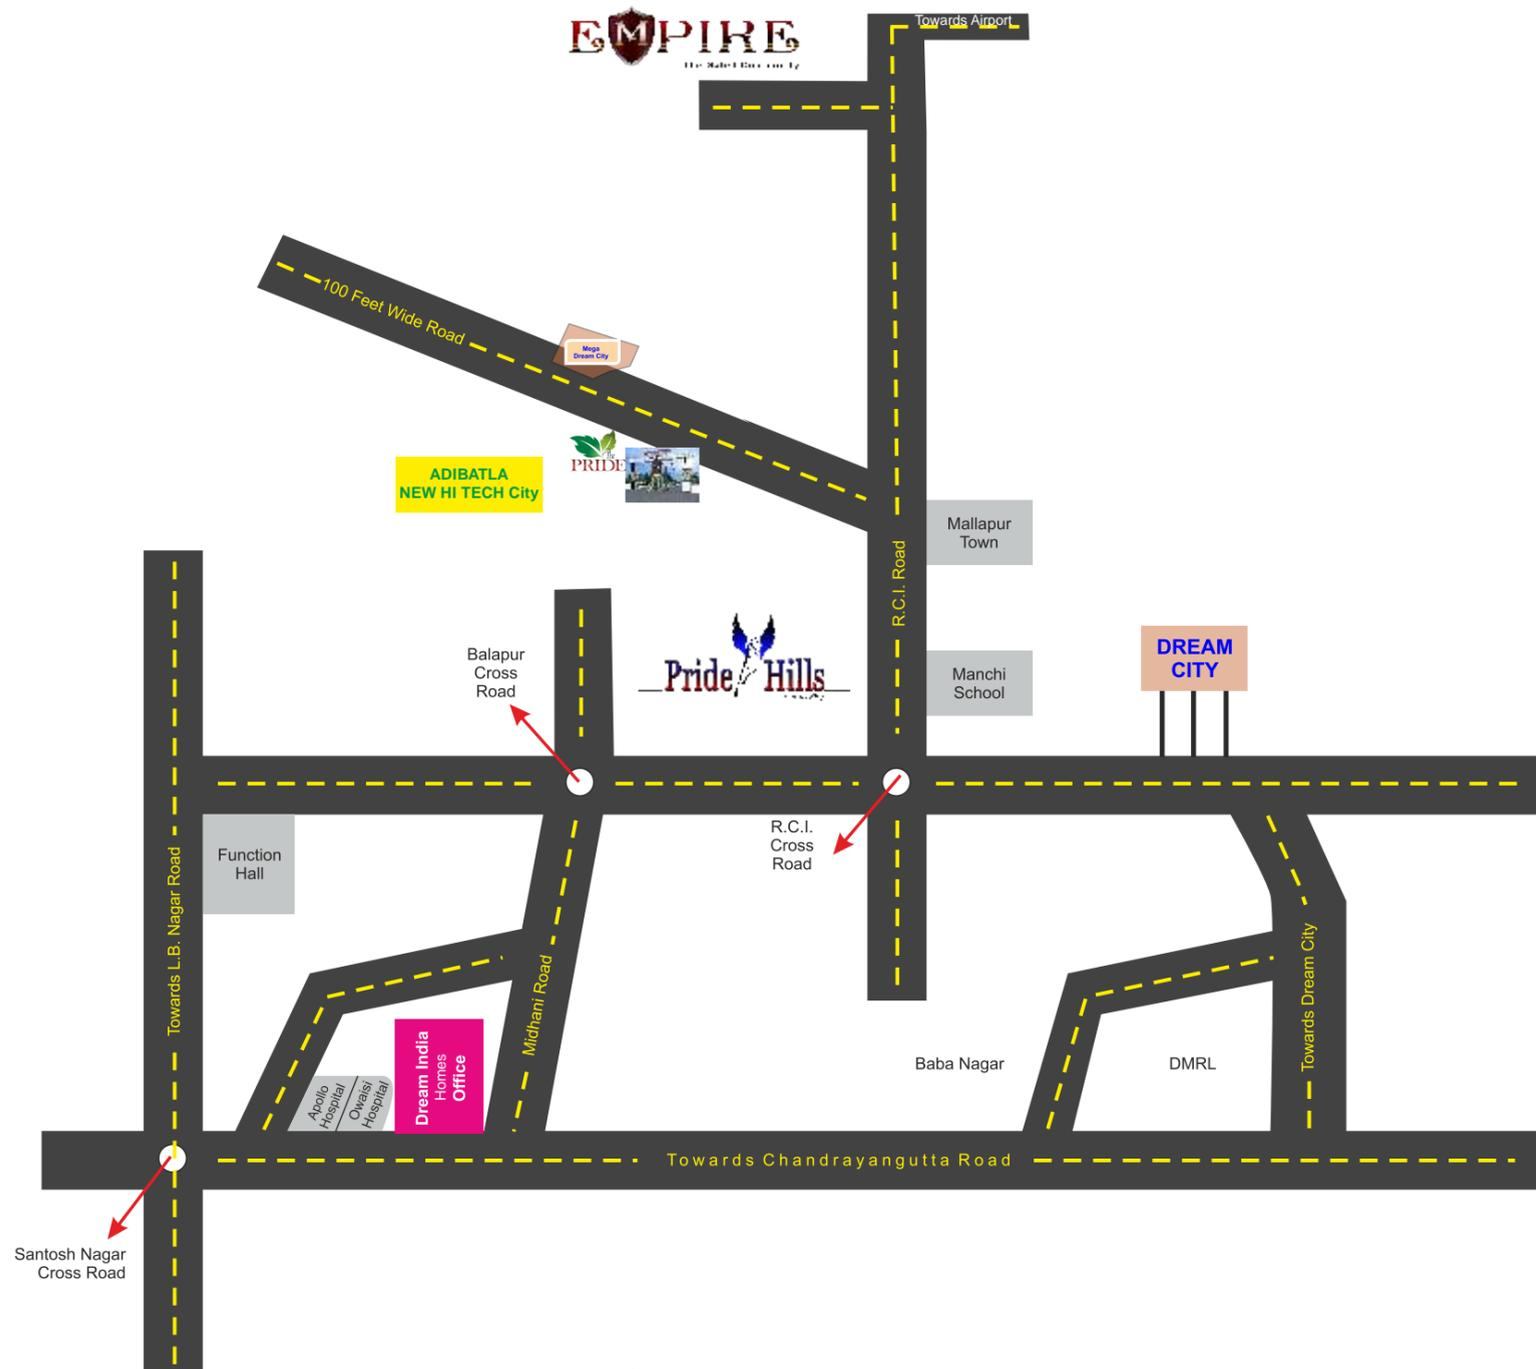 Towards Airport
EMPIRE
100 Feet Wide Road
Mega
Dream City
The
PRIDE
ADIBATLA
NEW HI TECH City
Mallapur
Town
R.C.I. Road
Pride Hills
Manchi
School
DREAM
CITY
Balapur
Cross
Road
R.C.I.
Cross
Road
Function
Hall
Towards L.B. Nagar Road
Midhani Road
Towards Dream City
Dream India
Homes
Office
Apollo
Hospital
Owaisi
Hospital
Baba Nagar
DMRL
Towards Chandrayangutta Road
Santosh Nagar
Cross Road